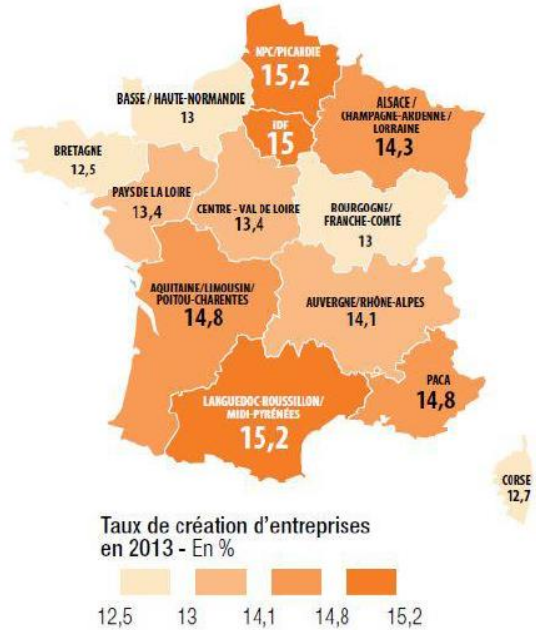 NPC/PICARDIE
15,2
BASSE / HAUTE-NORMANDIE
13
IDF
15
ALSACE /
CHAMPAGNE-ARDENNE /
LORRAINE
14,3
BRETAGNE
12,5
PAYS DE LA LOIRE
13,4
CENTRE - VAL DE LOIRE
13,4
BOURGOGNE/
FRANCHE-COMTÉ
13
AQUITAINE/LIMOUSIN/
POITOU-CHARENTES
14,8
AUVERGNE/RHÔNE-ALPES
14,1
LANGUEDOC-ROUSSILLON/
MIDI-PYRÉNÉES
15,2
PACA
14,8
CORSE
12,7
Taux de création d'entreprises
en 2013 - En %
12,5 13 14,1 14,8 15,2